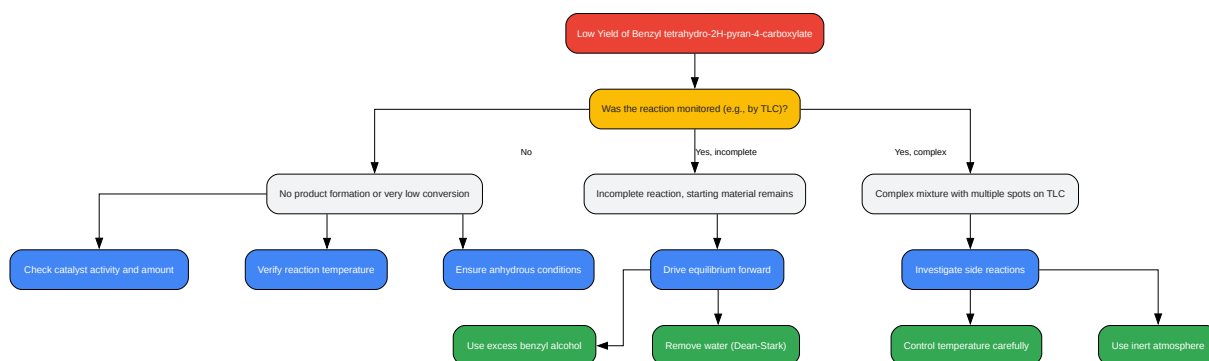 Low Yield of Benzyl tetrahydro-2H-pyran-4-carboxylate
Was the reaction monitored (e.g., by TLC)?
No
Yes, incomplete
Yes, complex
No product formation or very low conversion
Incomplete reaction, starting material remains
Complex mixture with multiple spots on TLC
Check catalyst activity and amount
Verify reaction temperature
Ensure anhydrous conditions
Drive equilibrium forward
Investigate side reactions
Use excess benzyl alcohol
Remove water (Dean-Stark)
Control temperature carefully
Use inert atmosphere